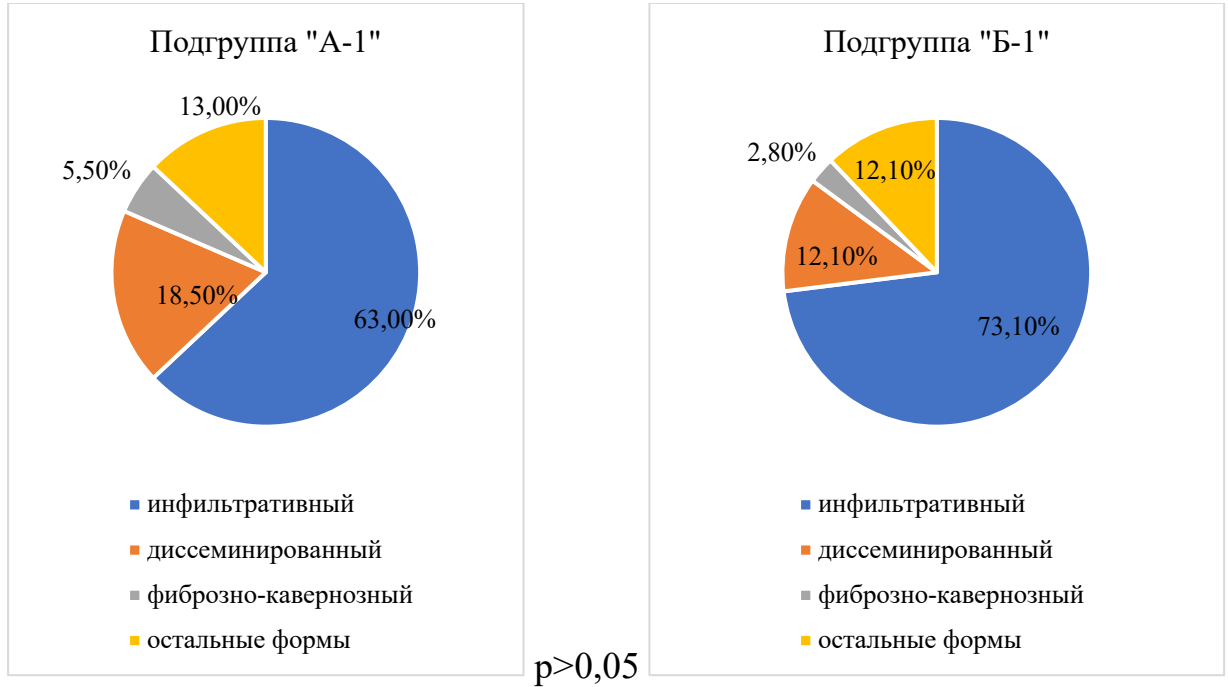 Подгруппа "А-1"
13,00%
5,50%
18,50%
63,00%
инфильтративный
диссеминированный
фиброзно-кавернозный
остальные формы
p>0,05
Подгруппа "Б-1"
2,80%
12,10%
12,10%
73,10%
инфильтративный
диссеминированный
фиброзно-кавернозный
остальные формы